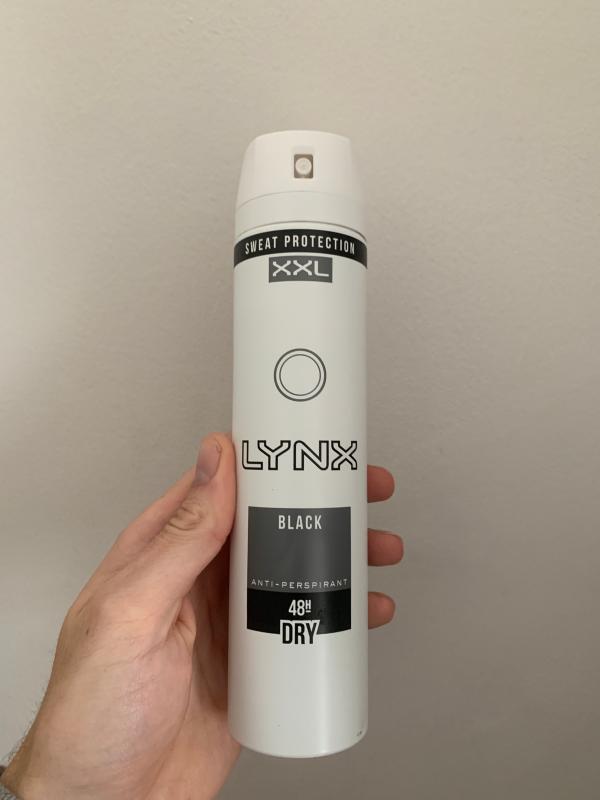 SWEAT PROTECTION
XXL
LYNX
BLACK
ANTI-PERSPIRANT
48H
DRY